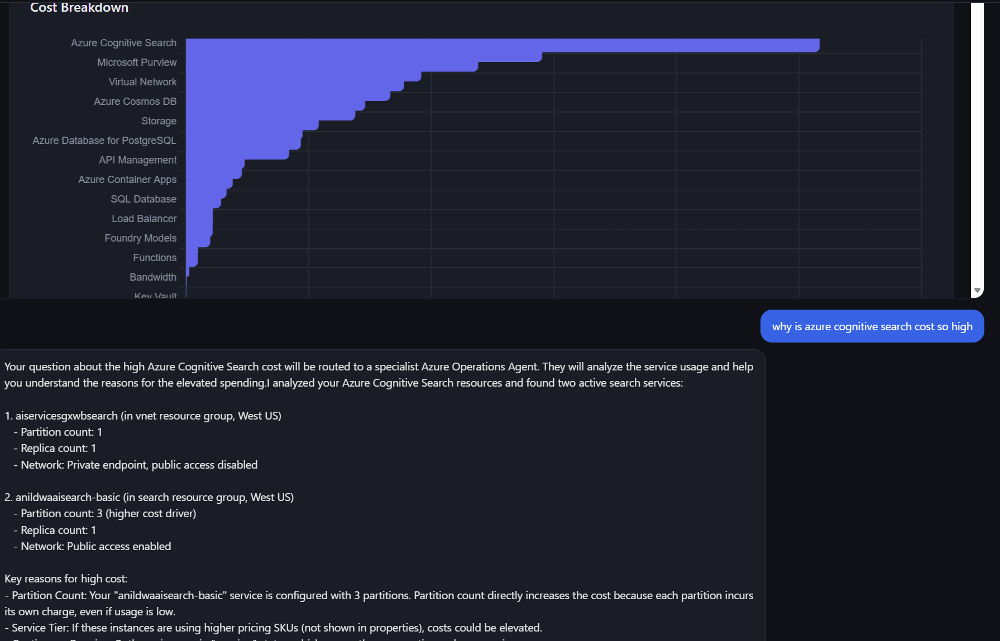 Cost Breakdown
Azure Cognitive Search
Microsoft Purview
Virtual Network
Azure Cosmos DB
Storage
Azure Database for PostgreSQL
API Management
Azure Container Apps
SQL Database
Load Balancer
Foundry Models
Functions
Bandwidth
Key Vault
why is azure cognitive search cost so high
Your question about the high Azure Cognitive Search cost will be routed to a specialist Azure Operations Agent. They will analyze the service usage and help
you understand the reasons for the elevated spending.I analyzed your Azure Cognitive Search resources and found two active search services:
1. aiservicesgxwbsearch (in vnet resource group, West US)
- Partition count: 1
- Replica count: 1
- Network: Private endpoint, public access disabled
2. anildwaaisearch-basic (in search resource group, West US)
- Partition count: 3 (higher cost driver)
- Replica count: 1
- Network: Public access enabled
Key reasons for high cost:
- Partition Count: Your "anildwaaisearch-basic" service is configured with 3 partitions. Partition count directly increases the cost because each partition incurs
its own charge, even if usage is low.
- Service Tier: If these instances are using higher pricing SKUs (not shown in properties), costs could be elevated.